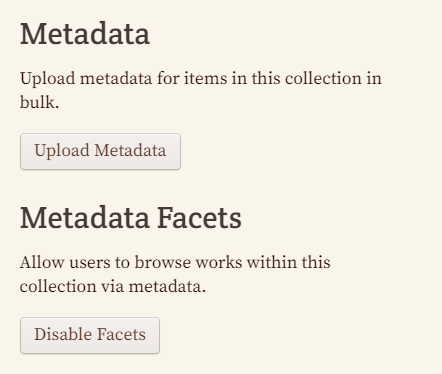 Metadata
Upload metadata for items in this collection in
bulk.
Upload Metadata
Metadata Facets
Allow users to browse works within this
collection via metadata.
Disable Facets